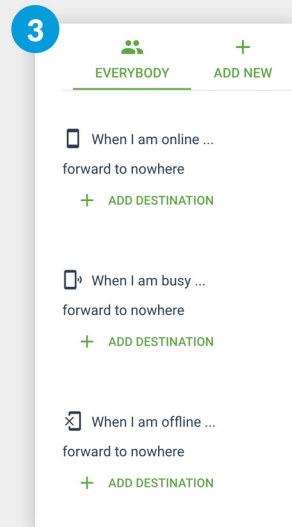 3
EVERYBODY ADD NEW
When I am online ...
forward to nowhere
+ ADD DESTINATION
When I am busy ...
forward to nowhere
+ ADD DESTINATION
When I am offline ...
forward to nowhere
+ ADD DESTINATION